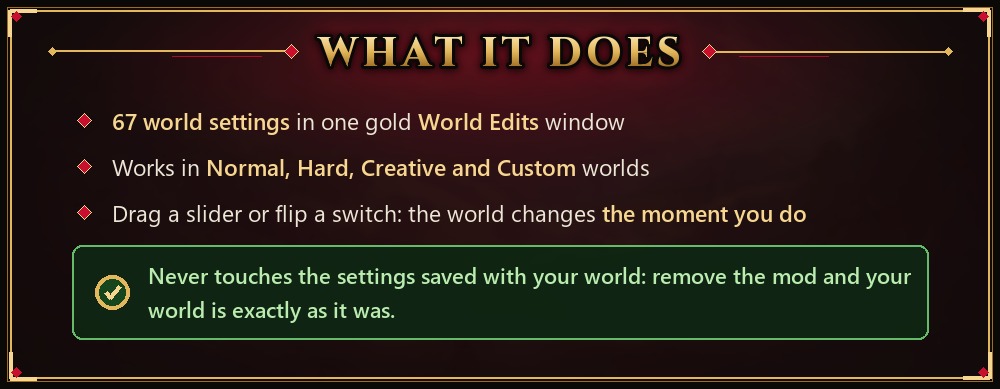 WHAT IT DOES
67 world settings in one gold World Edits window
Works in Normal, Hard, Creative and Custom worlds
Drag a slider or flip a switch: the world changes the moment you do
Never touches the settings saved with your world: remove the mod and your
world is exactly as it was.